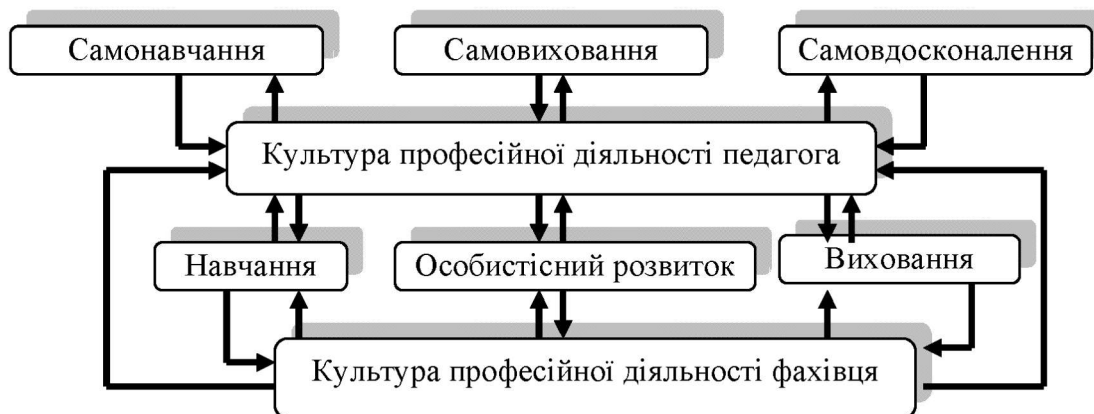 Самонавчання
Самовиховання
Самовдосконалення
Культура професійної діяльності педагога
Навчання
Особистісний розвиток
Виховання
Культура професійної діяльності фахівця